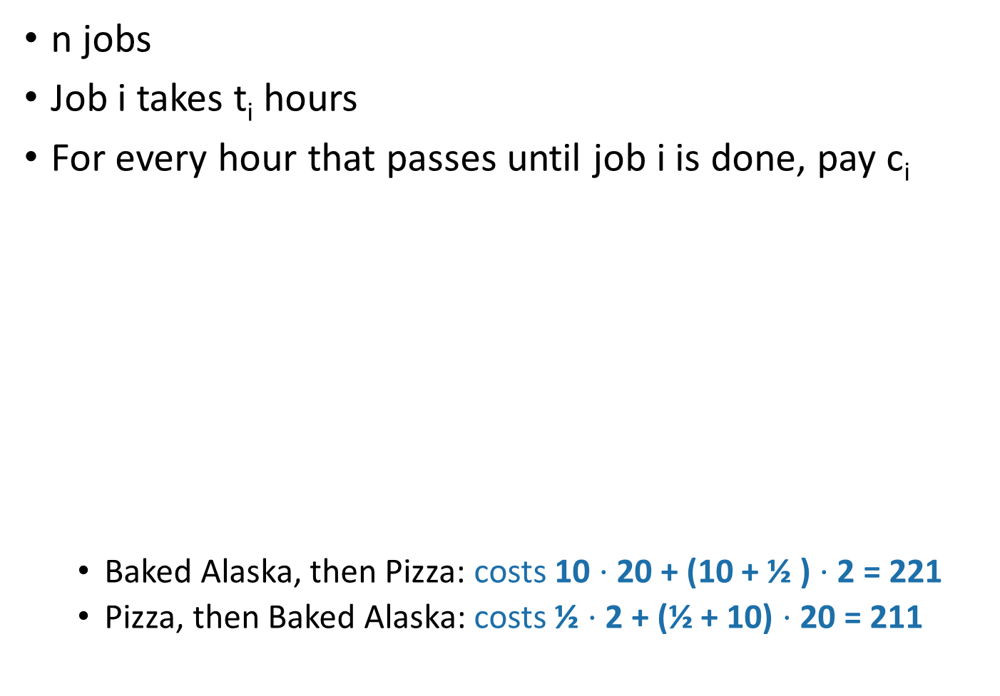 • n jobs
• Job i takes tᵢ hours
• For every hour that passes until job i is done, pay cᵢ
• Baked Alaska, then Pizza: costs 10 · 20 + (10 + ½ ) · 2 = 221
• Pizza, then Baked Alaska: costs ½ · 2 + (½ + 10) · 20 = 211